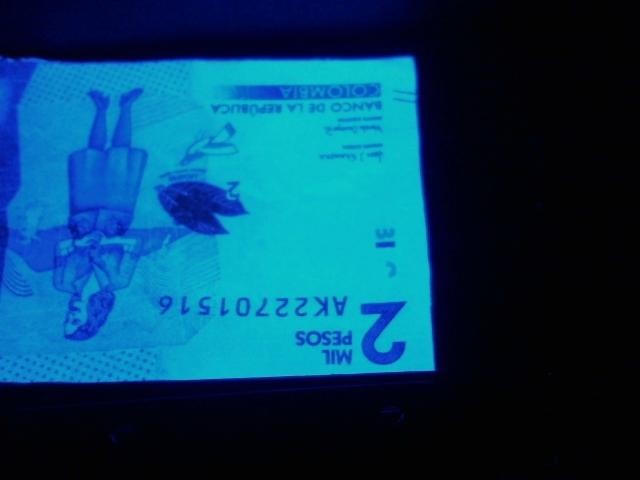 2 MIL
PESOS
AK22701516
2
BANCO DE LA REPÚBLICA
COLOMBIA